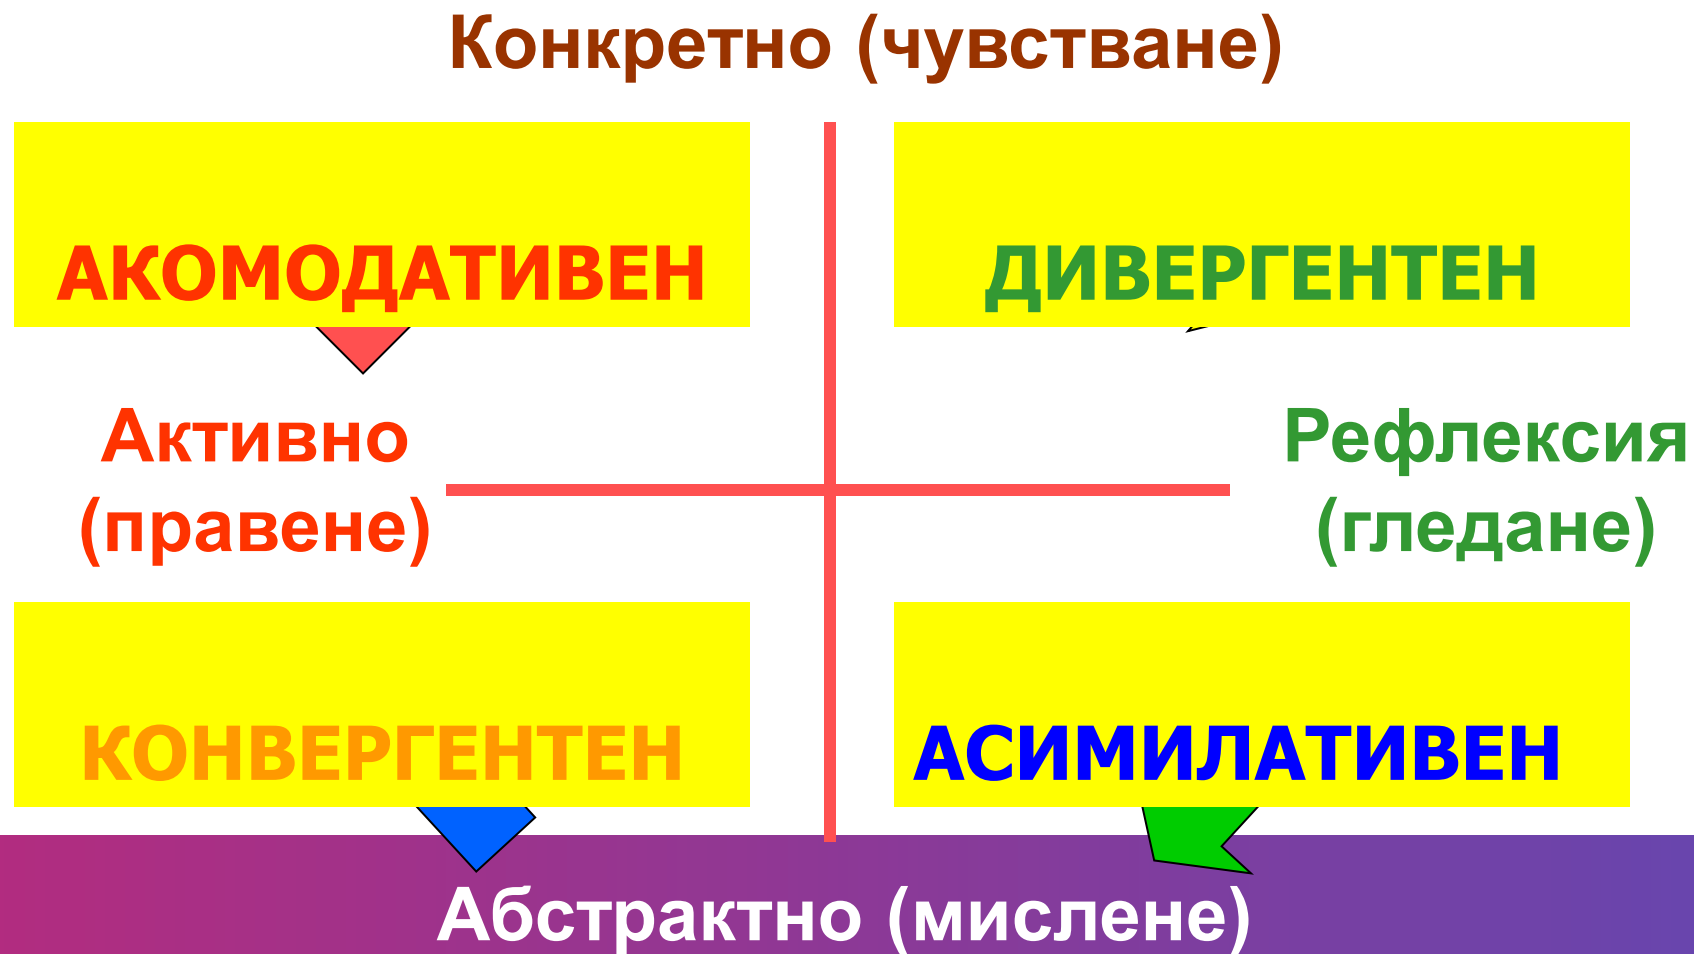 Конкретно (чувстване)
АКОМОДАТИВЕН
ДИВЕРГЕНТЕН
Активно
(правене)
Рефлексия
(гледане)
КОНВЕРГЕНТЕН
АСИМИЛАТИВЕН
Абстрактно (мислене)